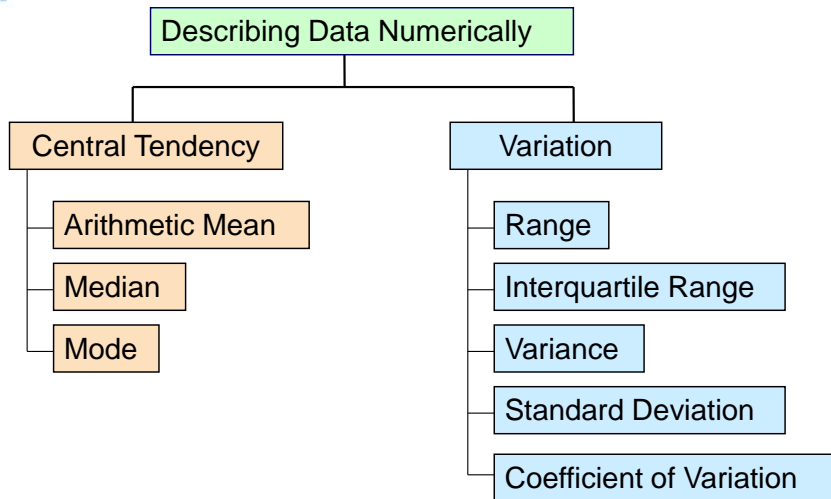 Describing Data Numerically
Central Tendency
Arithmetic Mean
Median
Mode
Variation
Range
Interquartile Range
Variance
Standard Deviation
Coefficient of Variation